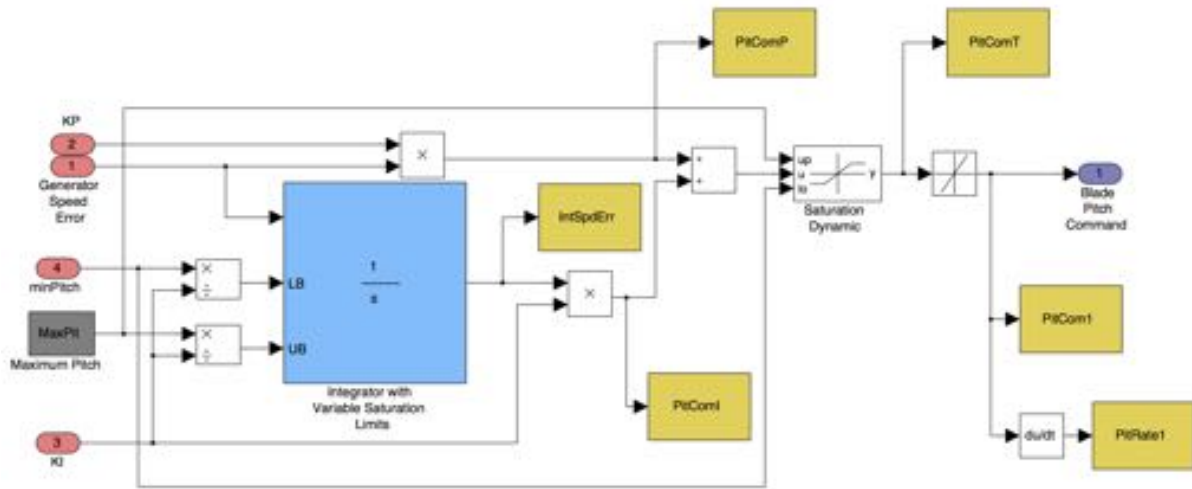 PitComP
PitComT
KP
2
1
Generator
Speed
Error
×
+
+
up
u
lo
y
Saturation
Dynamic
1
Blade
Pitch
Command
IntSpdErr
4
minPitch
×
÷
LB
1
s
×
MaxPit
Maximum Pitch
×
÷
UB
PitCom1
Integrator with
Variable Saturation
Limits
PitComI
3
KI
du/dt
PitRate1